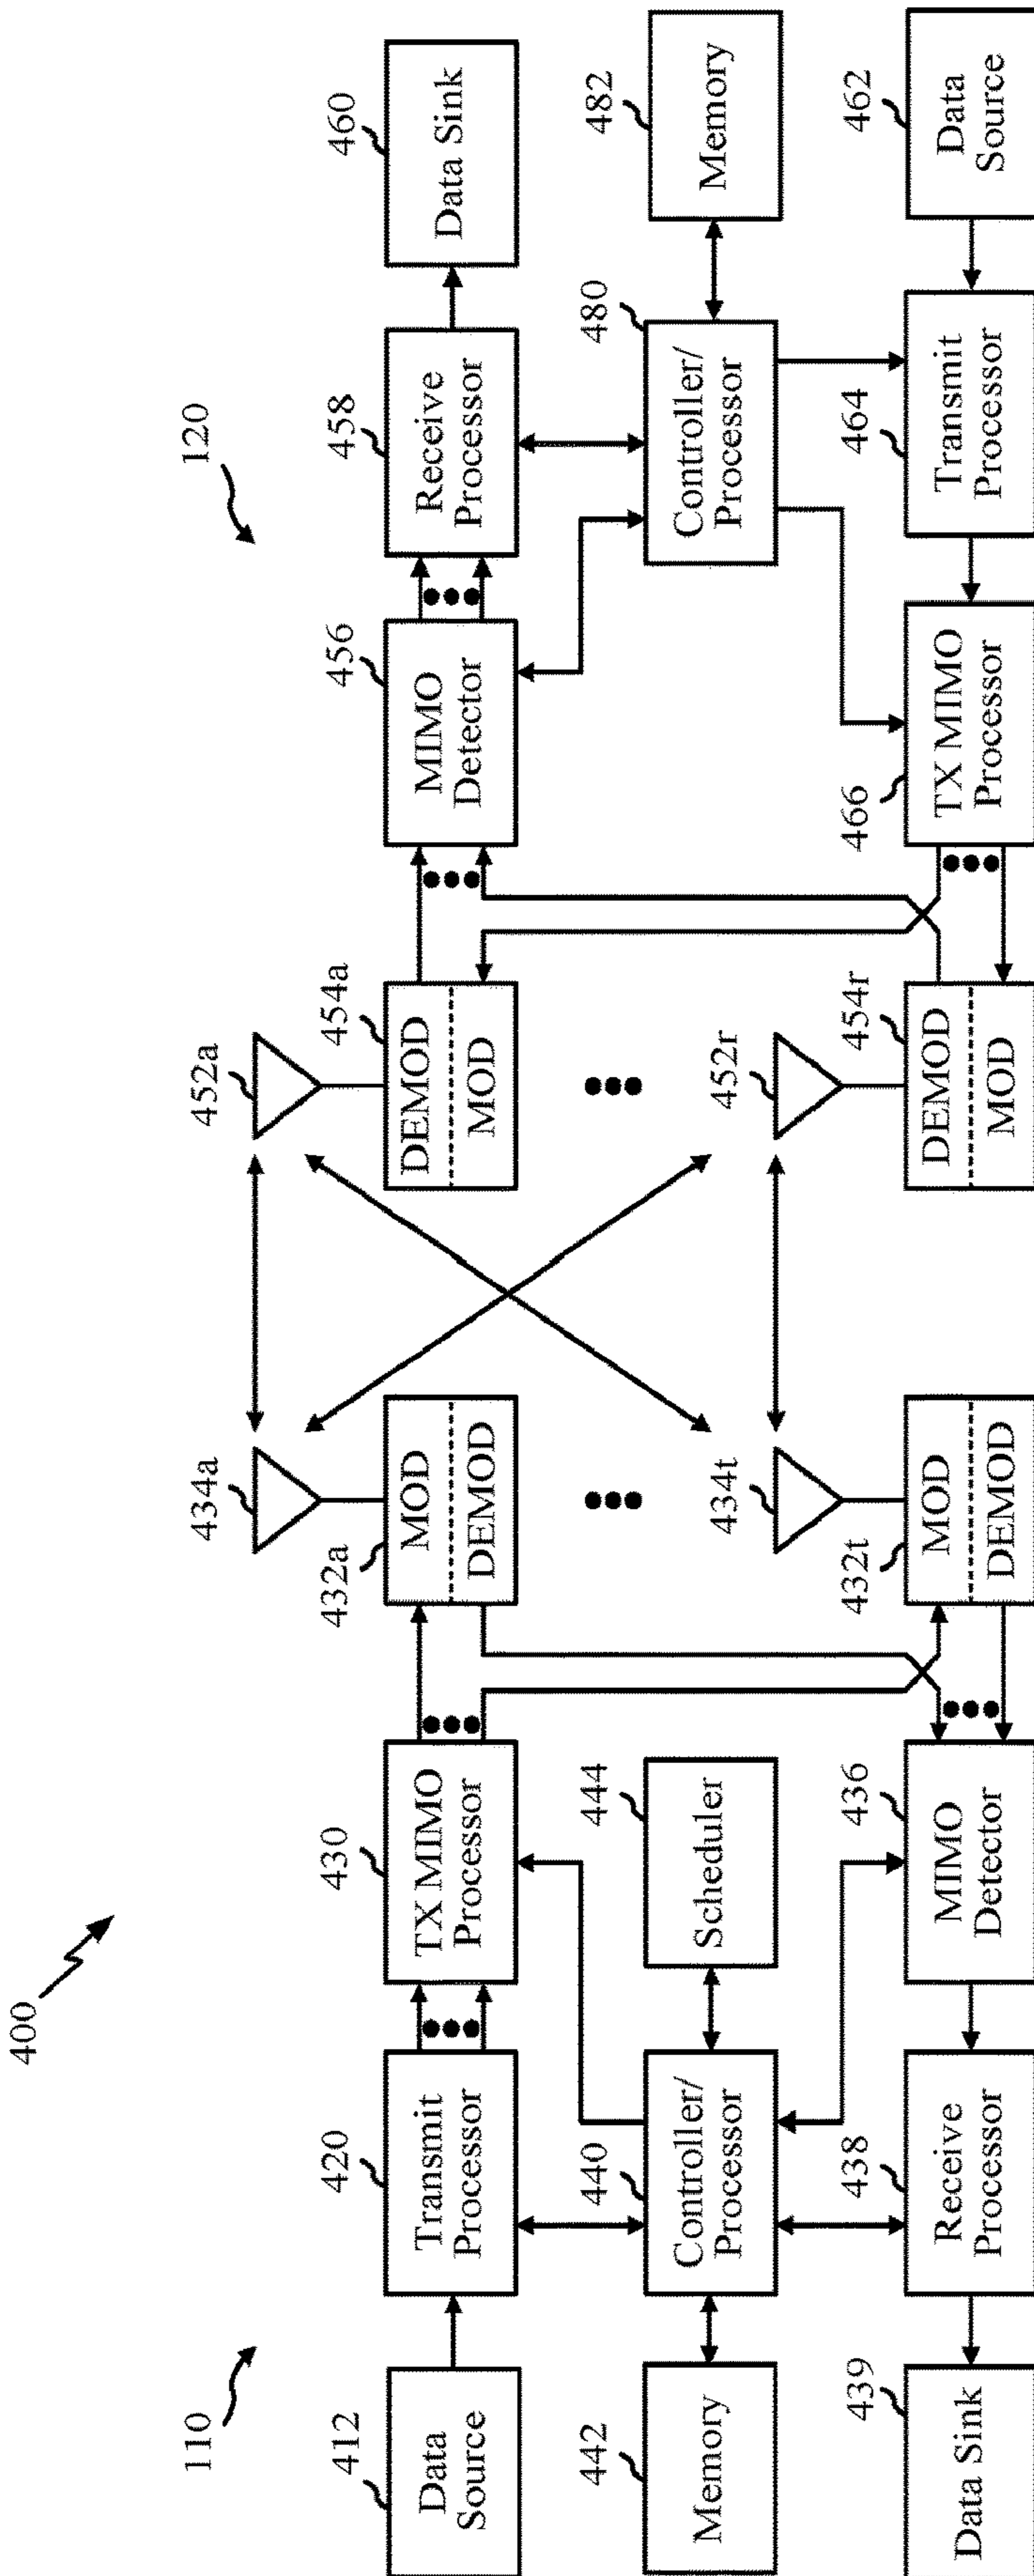 400
110
120
412
Data
Source
420
Transmit
Processor
430
TX MIMO
Processor
432a
MOD
DEMOD
434a
452a
454a
DEMOD
MOD
456
MIMO
Detector
458
Receive
Processor
460
Data Sink
442
Memory
440
Controller/
Processor
444
Scheduler
480
Controller/
Processor
482
Memory
439
Data Sink
438
Receive
Processor
436
MIMO
Detector
432t
MOD
DEMOD
434t
452r
454r
DEMOD
MOD
466
TX MIMO
Processor
464
Transmit
Processor
462
Data
Source